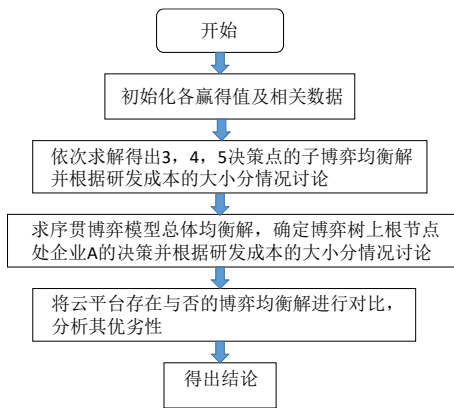 开始
初始化各赢得值及相关数据
依次求解得出3，4，5决策点的子博弈均衡解
并根据研发成本的大小分情况讨论
求序贯博弈模型总体均衡解，确定博弈树上根节点
处企业A的决策并根据研发成本的大小分情况讨论
将云平台存在与否的博弈均衡解进行对比，
分析其优劣性
得出结论